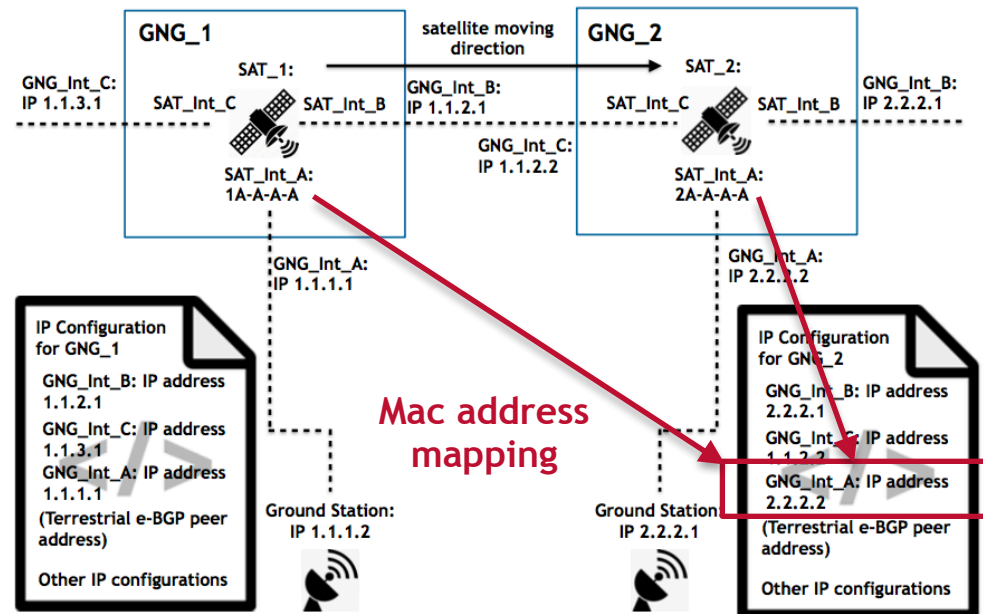 GNG_1
satellite moving
direction
GNG_2
SAT_1:
SAT_2:
GNG_Int_C:
IP 1.1.3.1
SAT_Int_C
SAT_Int_B
GNG_Int_B:
IP 1.1.2.1
GNG_Int_C:
IP 1.1.2.2
SAT_Int_C
SAT_Int_B
GNG_Int_B:
IP 2.2.2.1
SAT_Int_A:
1A-A-A-A
SAT_Int_A:
2A-A-A-A
GNG_Int_A:
IP 1.1.1.1
GNG_Int_A:
IP 2.2.2.2
IP Configuration
for GNG_1
GNG_Int_B: IP address
1.1.2.1
GNG_Int_C: IP address
1.1.3.1
GNG_Int_A: IP address
1.1.1.1
(Terrestrial e-BGP peer
address)
Other IP configurations
Mac address
mapping
Ground Station:
IP 1.1.1.2
Ground Station:
IP 2.2.2.1
IP Configuration
for GNG_2
GNG_Int_B: IP address
2.2.2.1
GNG_Int_C: IP address
1.1.2.2
GNG_Int_A: IP address
2.2.2.2
(Terrestrial e-BGP peer
address)
Other IP configurations